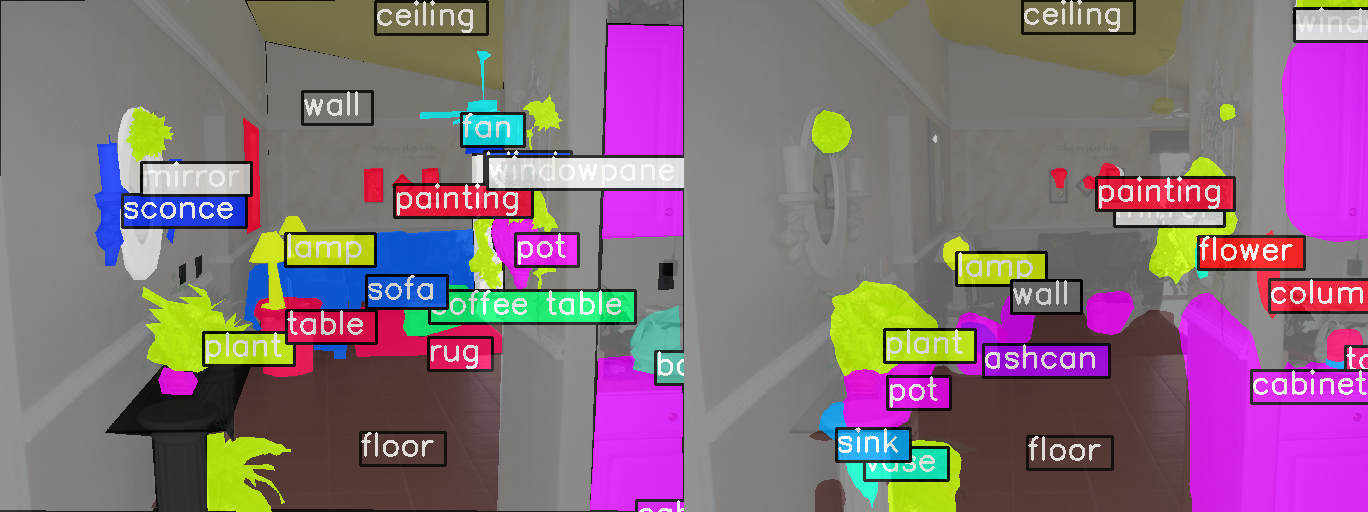 ceiling
wall
fan
mirror
windowpane
sconce
painting
lamp
pot
sofa
coffee table
table
plant
rug
floor
ceiling
painting
flower
lamp
wall
colum
plant
ashcan
pot
cabinet
sink
vase
floor